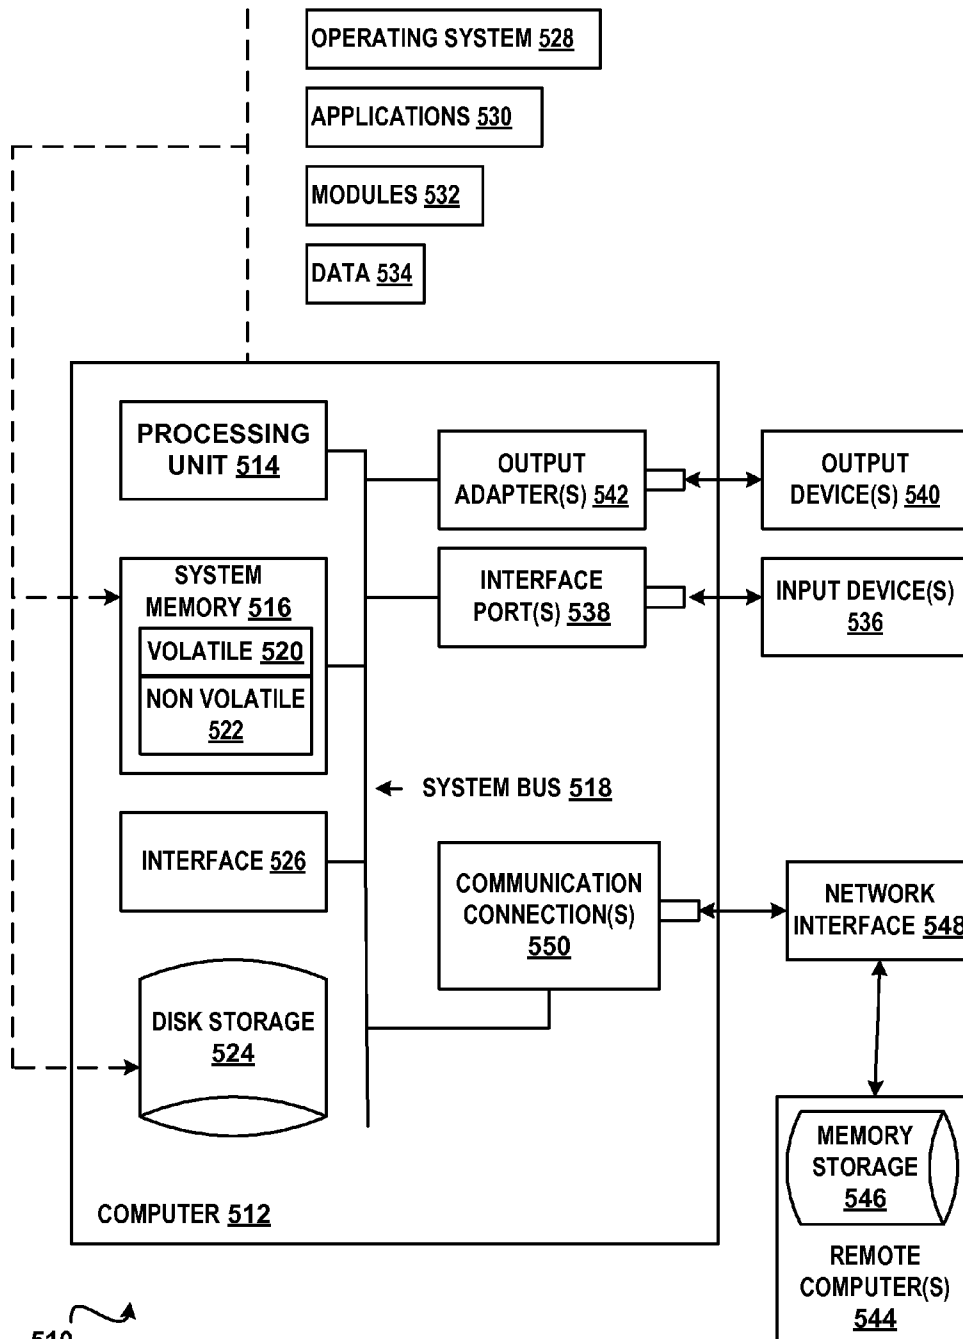 OPERATING SYSTEM 528
APPLICATIONS 530
MODULES 532
DATA 534
PROCESSING
UNIT 514
OUTPUT
ADAPTER(S) 542
OUTPUT
DEVICE(S) 540
SYSTEM
MEMORY 516
VOLATILE 520
NON VOLATILE
522
INTERFACE
PORT(S) 538
INPUT DEVICE(S)
536
SYSTEM BUS 518
INTERFACE 526
COMMUNICATION
CONNECTION(S)
550
NETWORK
INTERFACE 548
DISK STORAGE
524
MEMORY
STORAGE
546
COMPUTER 512
REMOTE
COMPUTER(S)
544